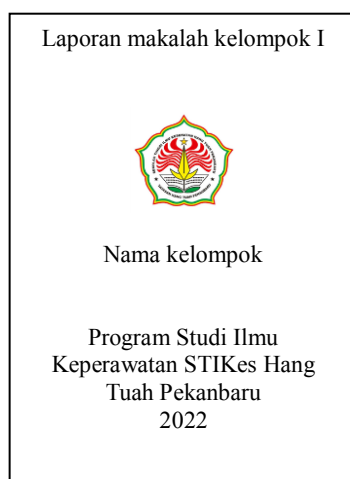 Laporan makalah kelompok I
Nama kelompok
Program Studi Ilmu
Keperawatan STIKes Hang
Tuah Pekanbaru
2022